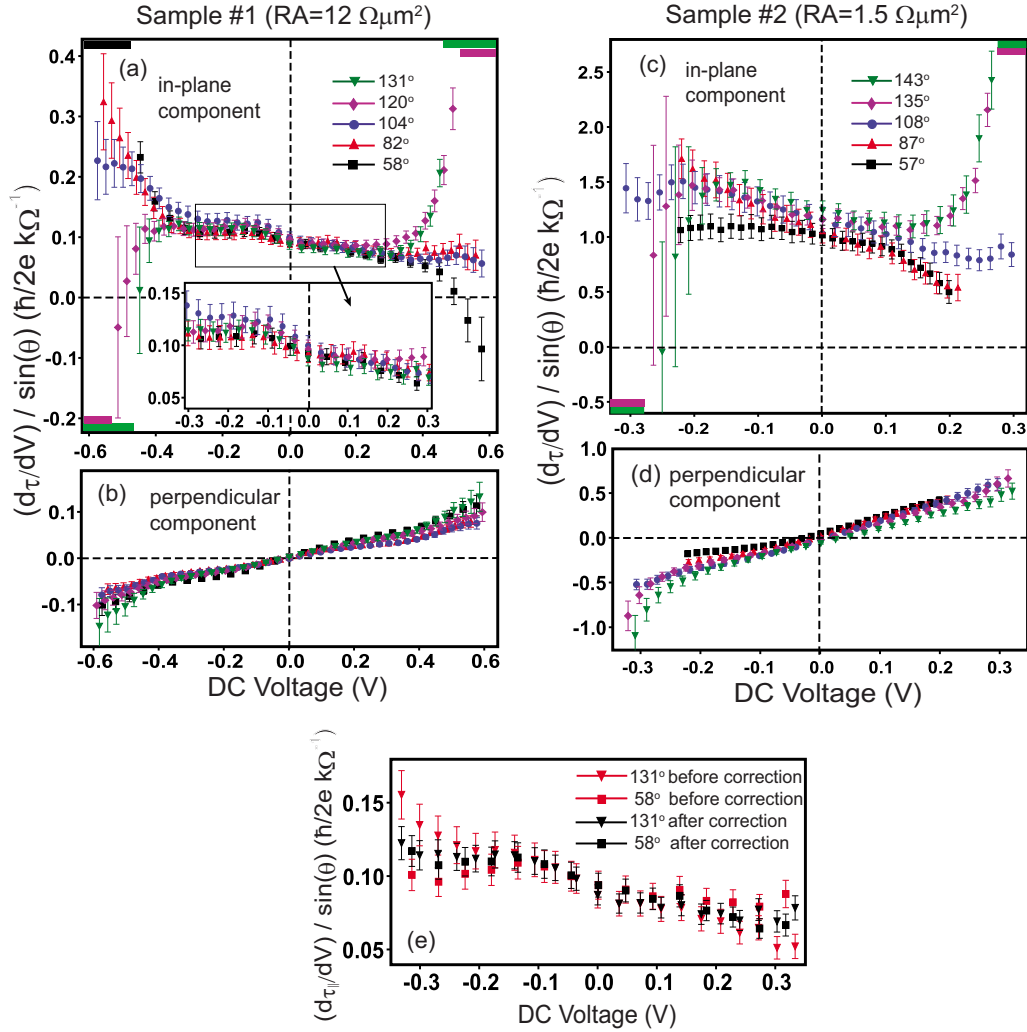 Sample #1 (RA=12 Ωμm²)
Sample #2 (RA=1.5 Ωμm²)
(dτ/dV) / sin(θ) (ħ/2e kΩ⁻¹)
0.4
0.3
0.2
0.1
0.0
-0.1
-0.2
(a)
in-plane
component
131°
120°
104°
82°
58°
0.15
0.10
0.05
-0.3 -0.2 -0.1 0.0 0.1 0.2 0.3
-0.6 -0.4 -0.2 0.0 0.2 0.4 0.6
(b)
perpendicular
component
0.1
0.0
-0.1
-0.6 -0.4 -0.2 0.0 0.2 0.4 0.6
DC Voltage (V)
(dτ/dV) / sin(θ) (ħ/2e kΩ⁻¹)
2.5
2.0
1.5
1.0
0.5
0.0
-0.5
(c)
in-plane
component
143°
135°
108°
87°
57°
-0.3 -0.2 -0.1 0.0 0.1 0.2 0.3
(d)
perpendicular
component
1.0
0.5
0.0
-0.5
-1.0
-0.3 -0.2 -0.1 0.0 0.1 0.2 0.3
DC Voltage (V)
(dτ||/dV) / sin(θ) (ħ/2e kΩ⁻¹)
0.15
0.10
0.05
(e)
131° before correction
58° before correction
131° after correction
58° after correction
-0.3 -0.2 -0.1 0.0 0.1 0.2 0.3
DC Voltage (V)